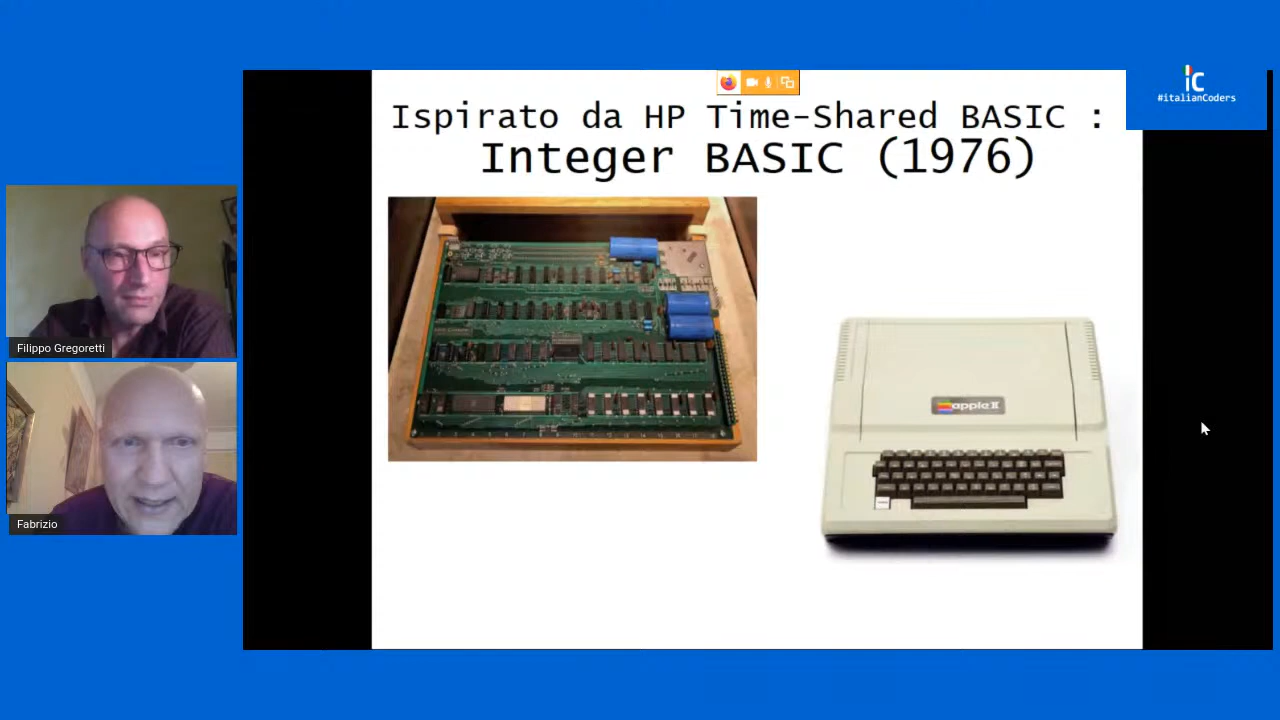 Ispirato da HP Time-Shared BASIC :
Integer BASIC (1976)
iC
#italianCoders
Filippo Gregoretti
Fabrizio
apple II